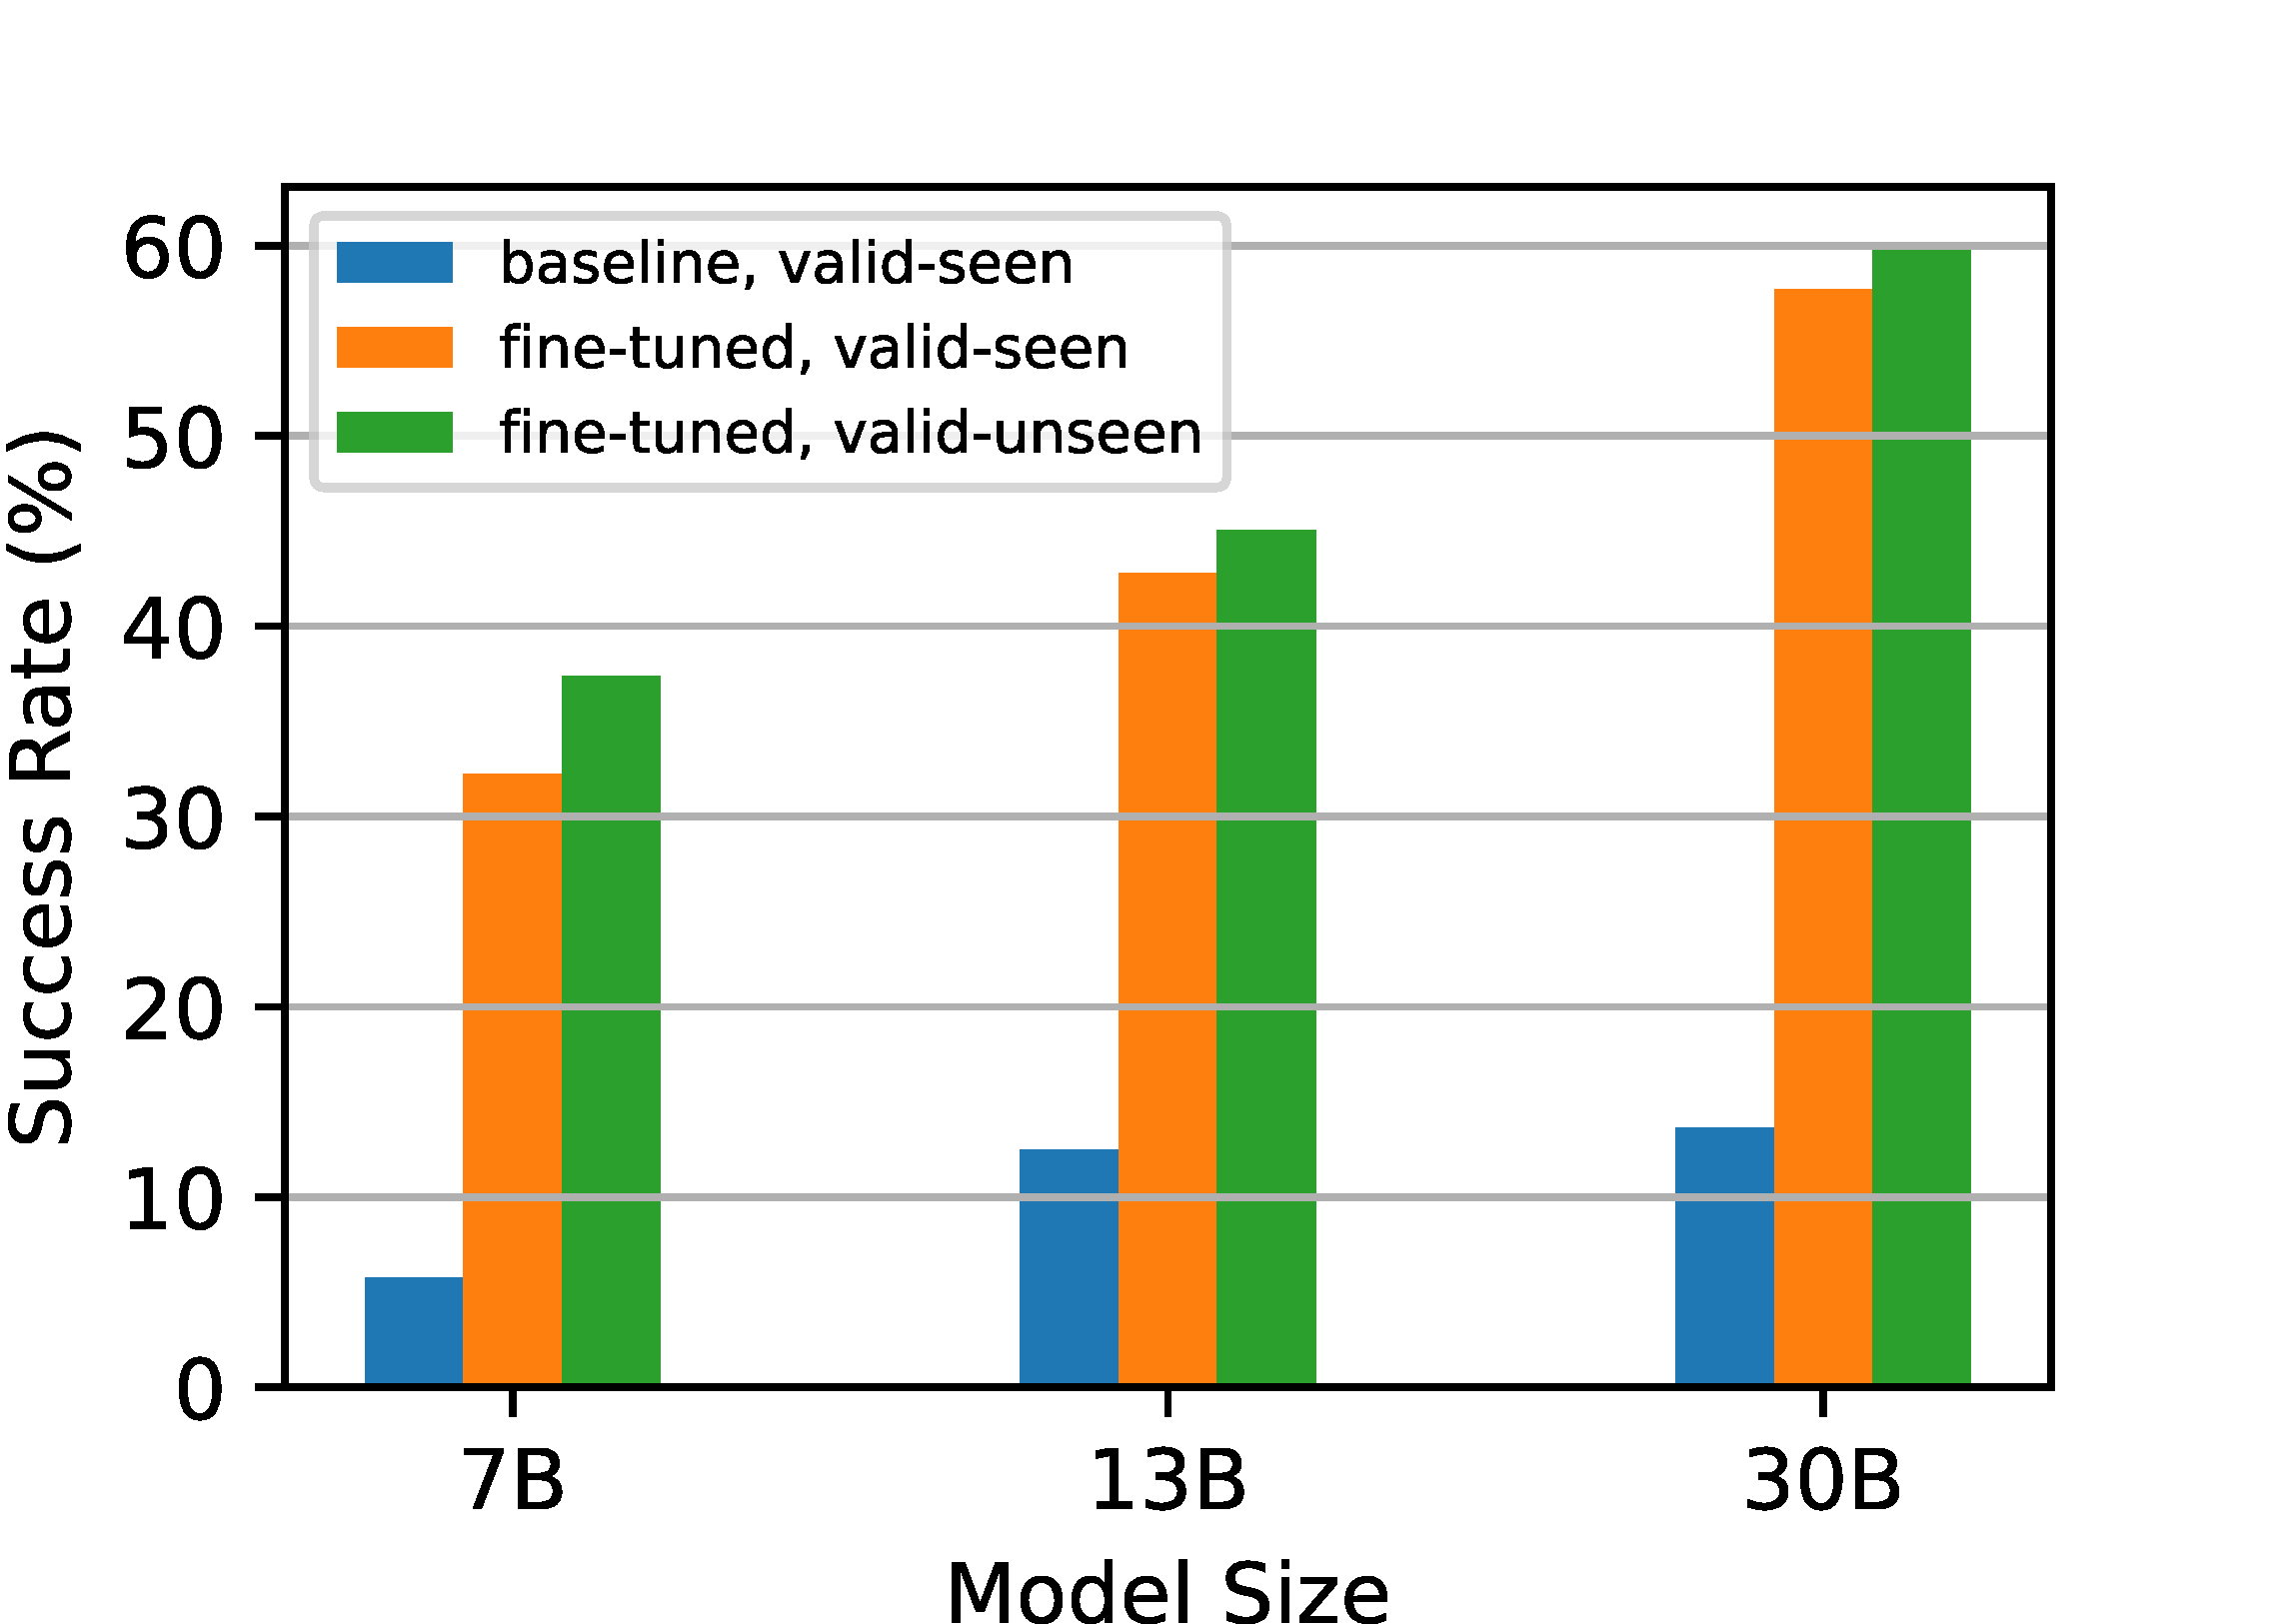 baseline, valid-seen
fine-tuned, valid-seen
fine-tuned, valid-unseen
Success Rate (%)
60
50
40
30
20
10
0
7B 13B 30B
Model Size